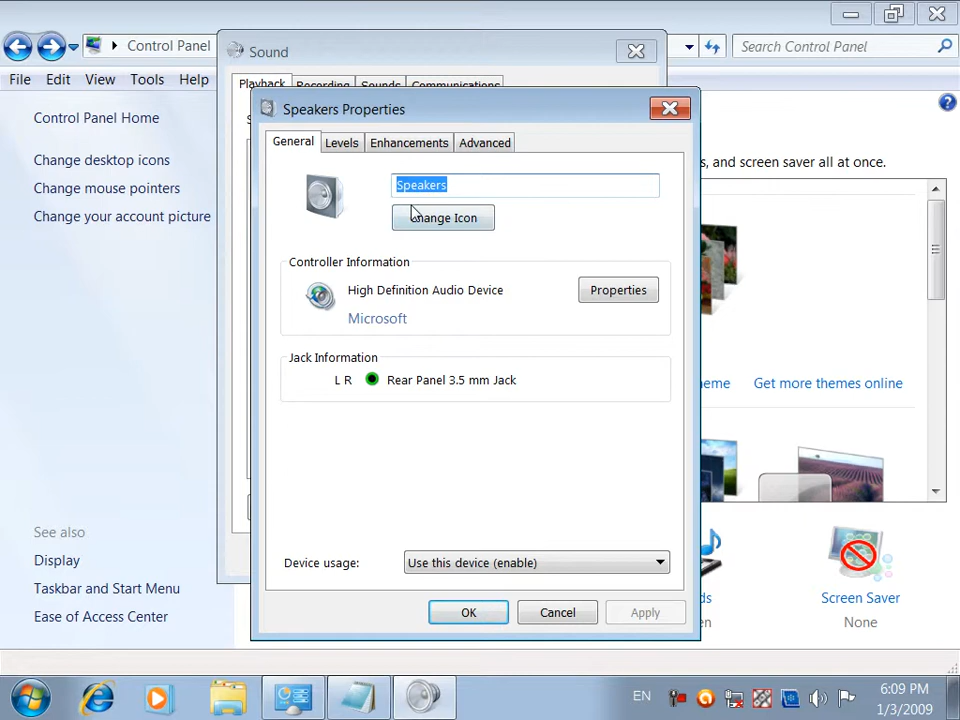 Control Panel
Search Control Panel
File Edit View Tools Help
Control Panel Home
Change desktop icons
Change mouse pointers
Change your account picture
See also
Display
Taskbar and Start Menu
Ease of Access Center
Sound
Playback Recording Sounds Communications
Speakers Properties
General Levels Enhancements Advanced
Speakers
Change Icon
Controller Information
High Definition Audio Device
Properties
Microsoft
Jack Information
L R Rear Panel 3.5 mm Jack
Device usage: Use this device (enable)
OK Cancel Apply
, and screen saver all at once.
eme Get more themes online
ds
en
Screen Saver
None
EN
6:09 PM
1/3/2009